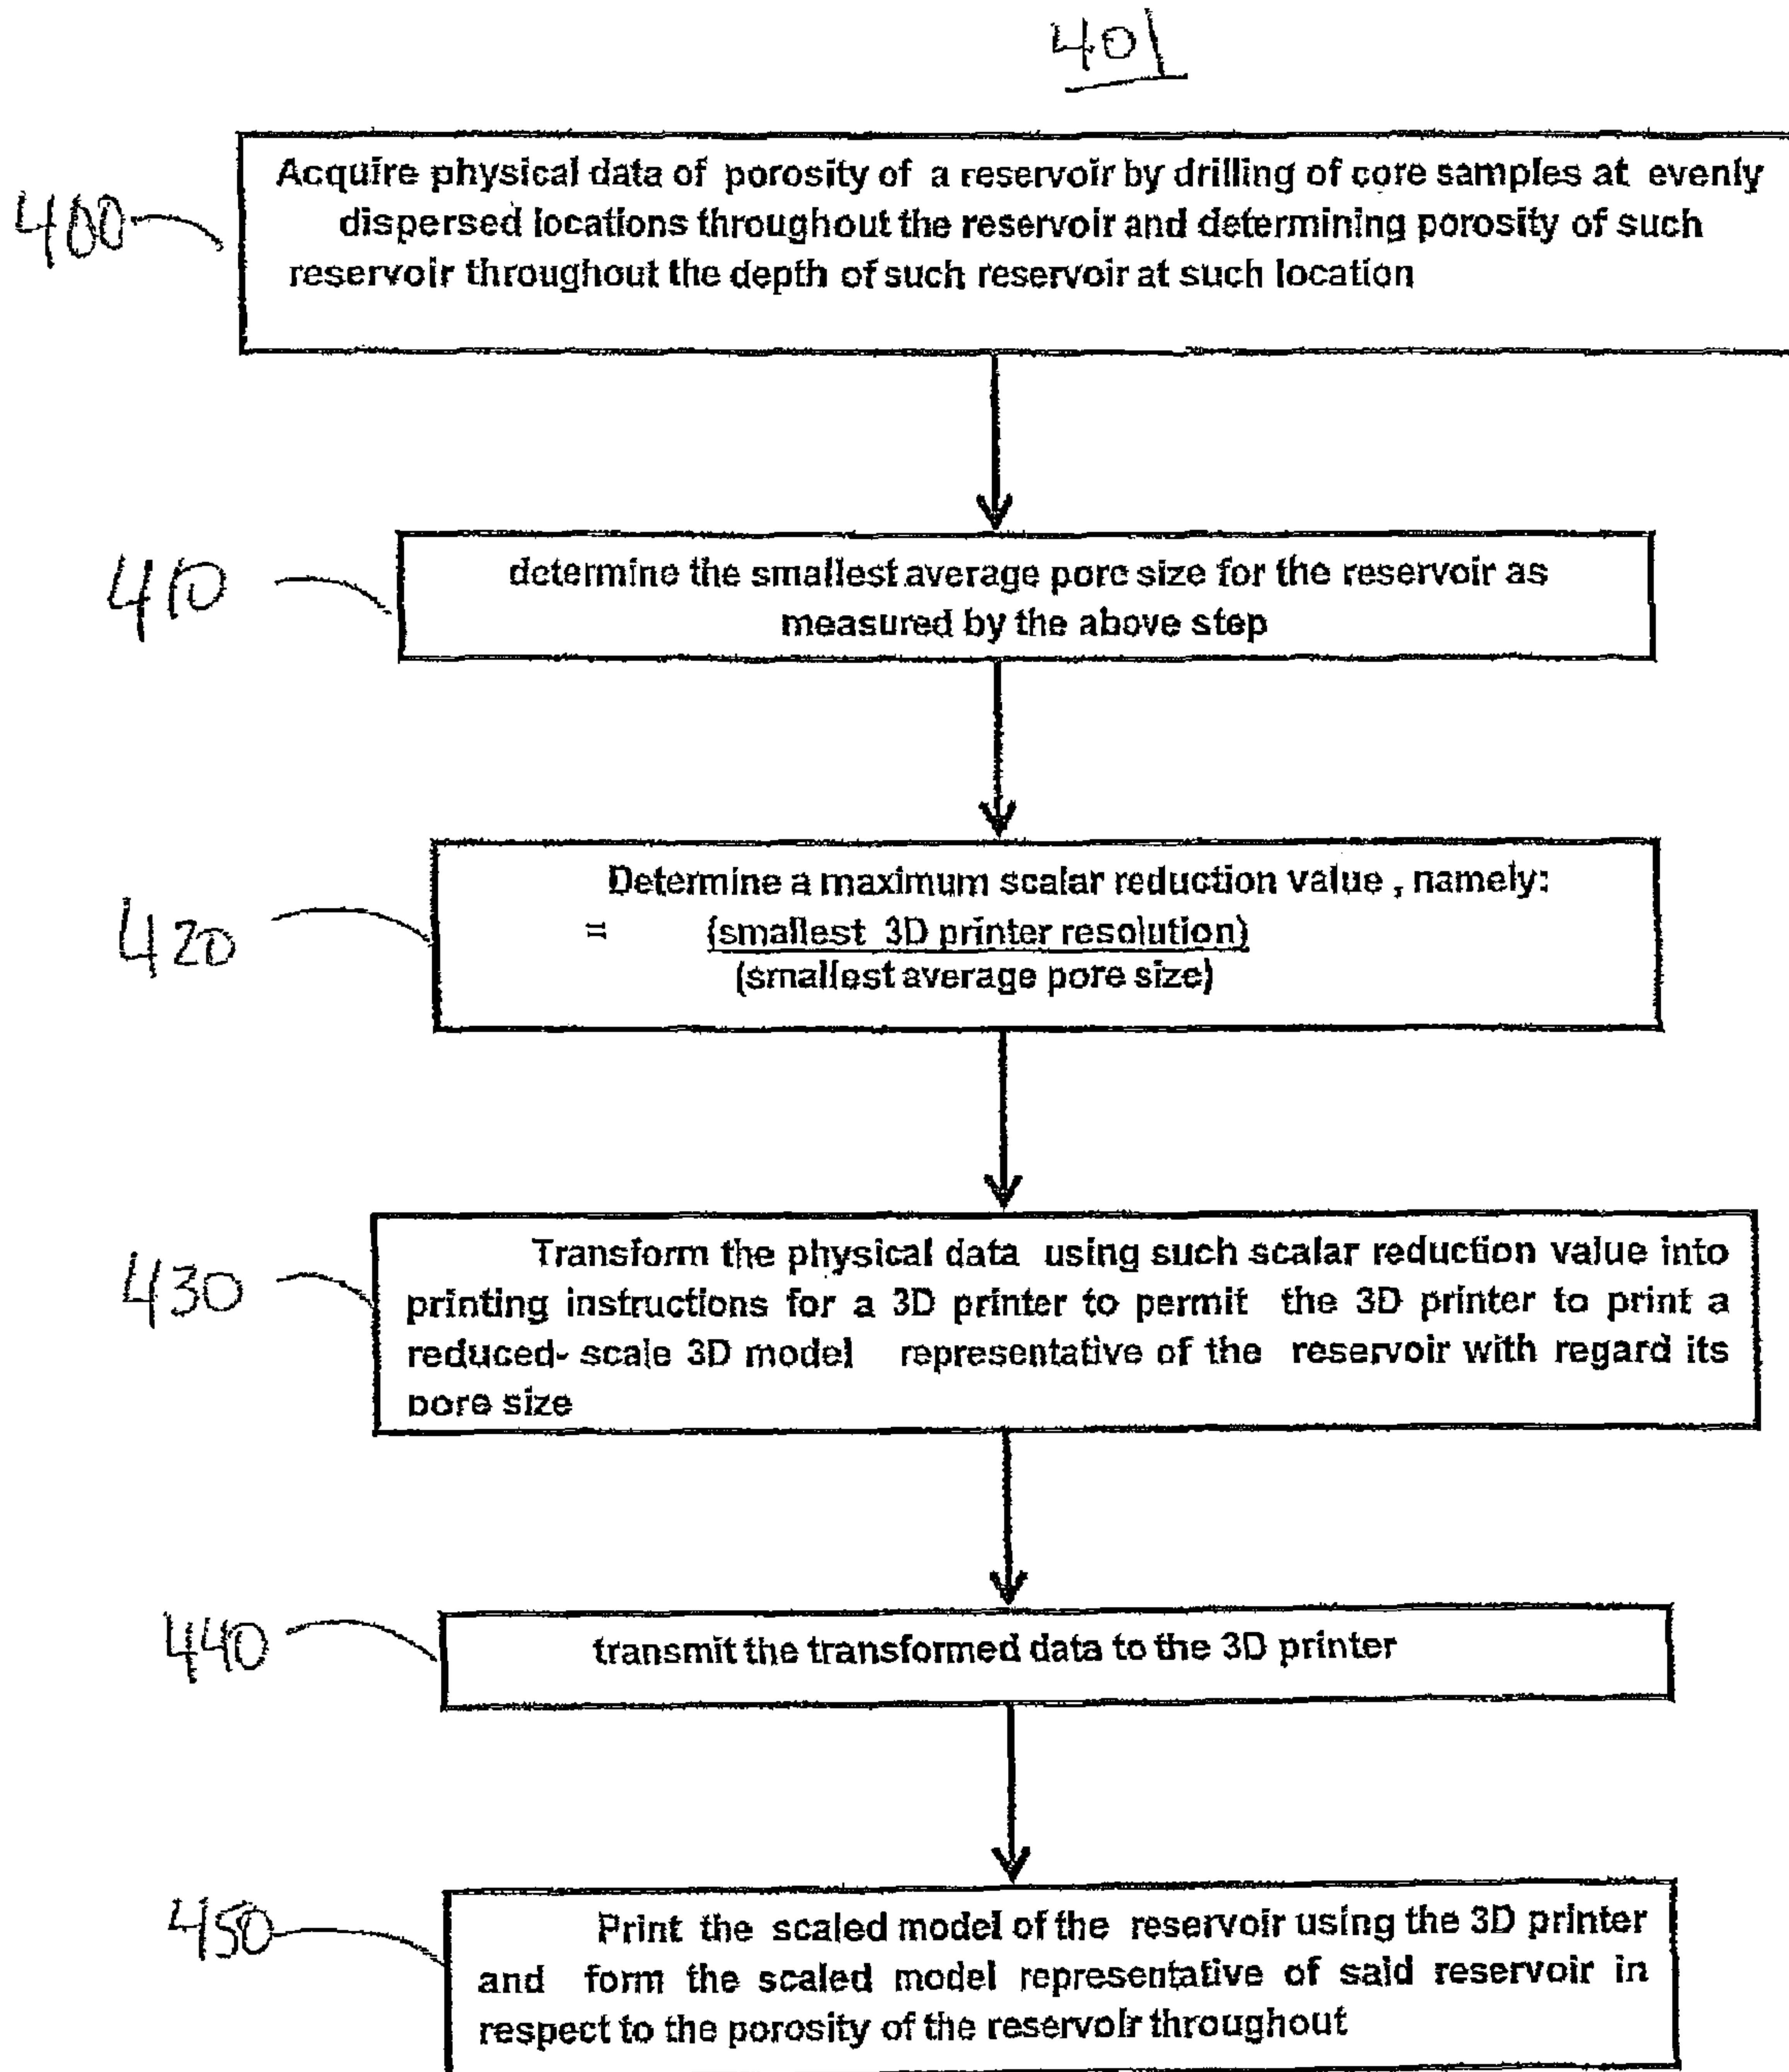 401
400
Acquire physical data of porosity of a reservoir by drilling of core samples at evenly
dispersed locations throughout the reservoir and determining porosity of such
reservoir throughout the depth of such reservoir at such location
410
determine the smallest average pore size for the reservoir as
measured by the above step
420
Determine a maximum scalar reduction value , namely:
= (smallest 3D printer resolution)
(smallest average pore size)
430
Transform the physical data using such scalar reduction value into
printing instructions for a 3D printer to permit the 3D printer to print a
reduced- scale 3D model representative of the reservoir with regard its
pore size
440
transmit the transformed data to the 3D printer
450
Print the scaled model of the reservoir using the 3D printer
and form the scaled model representative of said reservoir in
respect to the porosity of the reservoir throughout